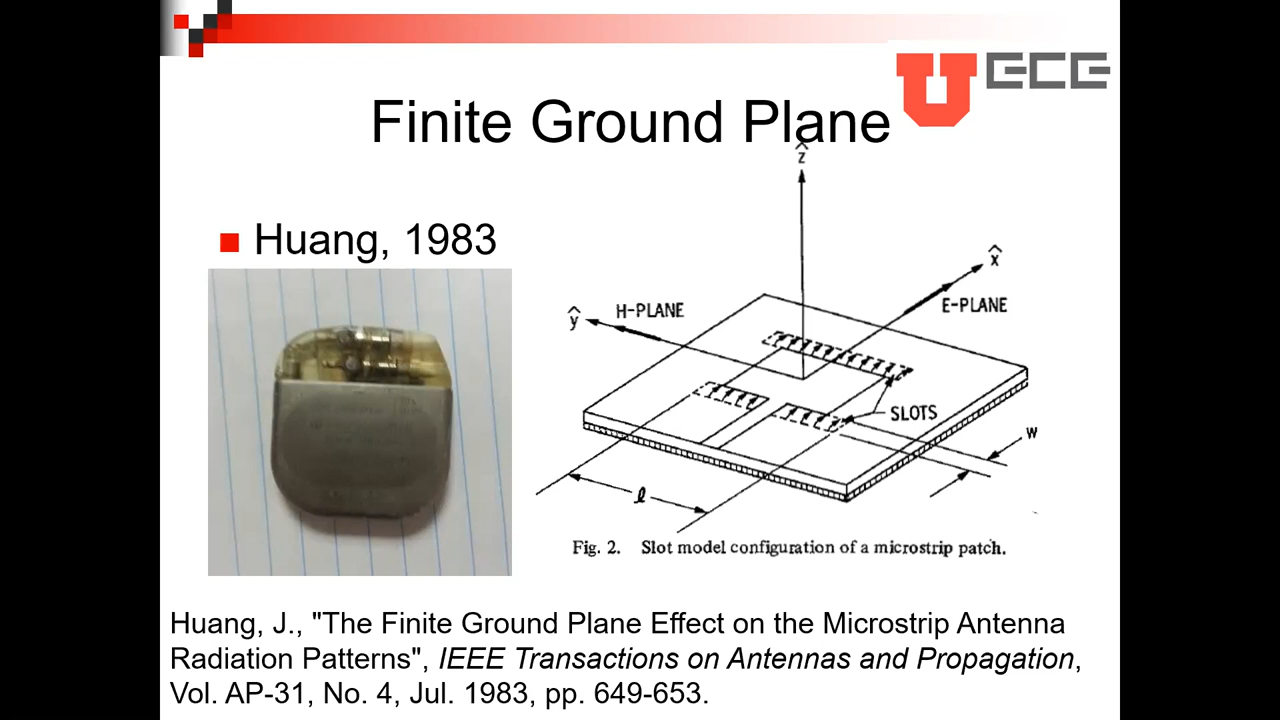 U ECE
Finite Ground Plane
Huang, 1983
ẑ
x̂
E-PLANE
H-PLANE
ŷ
SLOTS
w
ℓ
Fig. 2. Slot model configuration of a microstrip patch.
Huang, J., "The Finite Ground Plane Effect on the Microstrip Antenna
Radiation Patterns", IEEE Transactions on Antennas and Propagation,
Vol. AP-31, No. 4, Jul. 1983, pp. 649-653.